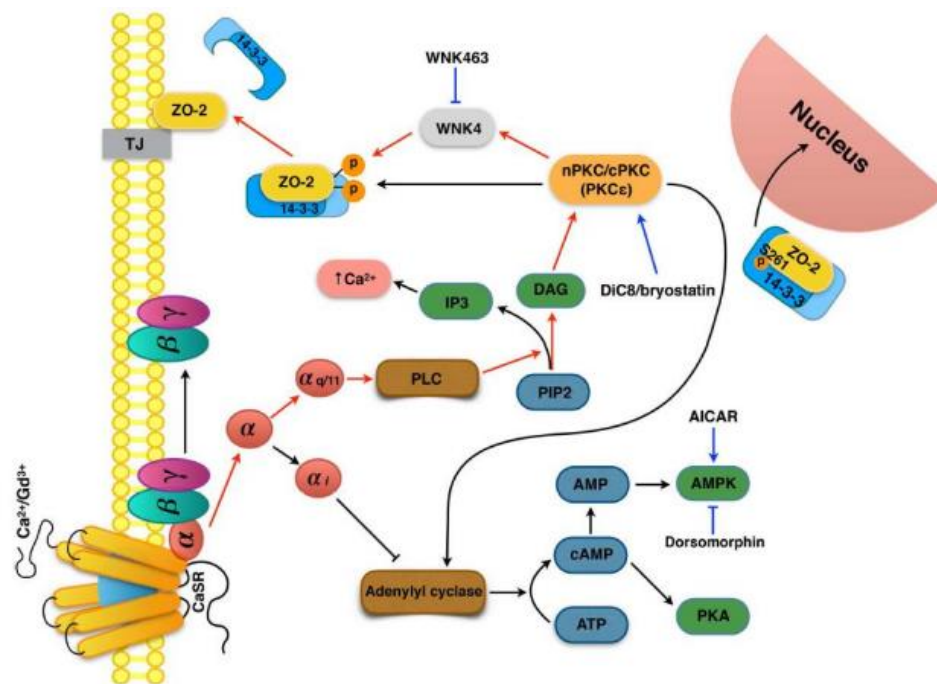 14-3-3
WNK463
ZO-2
WNK4
TJ
Nucleus
P
ZO-2
P
14-3-3
nPKC/cPKC
(PKCε)
ZO-2
S261
P
14-3-3
↑Ca²⁺
IP3
DAG
DiC8/bryostatin
γ
β
α q/11
PLC
PIP2
α
AICAR
γ
β
α i
AMP
AMPK
Ca²⁺/Gd³⁺
α
Dorsomorphin
cAMP
CaSR
Adenylyl cyclase
ATP
PKA